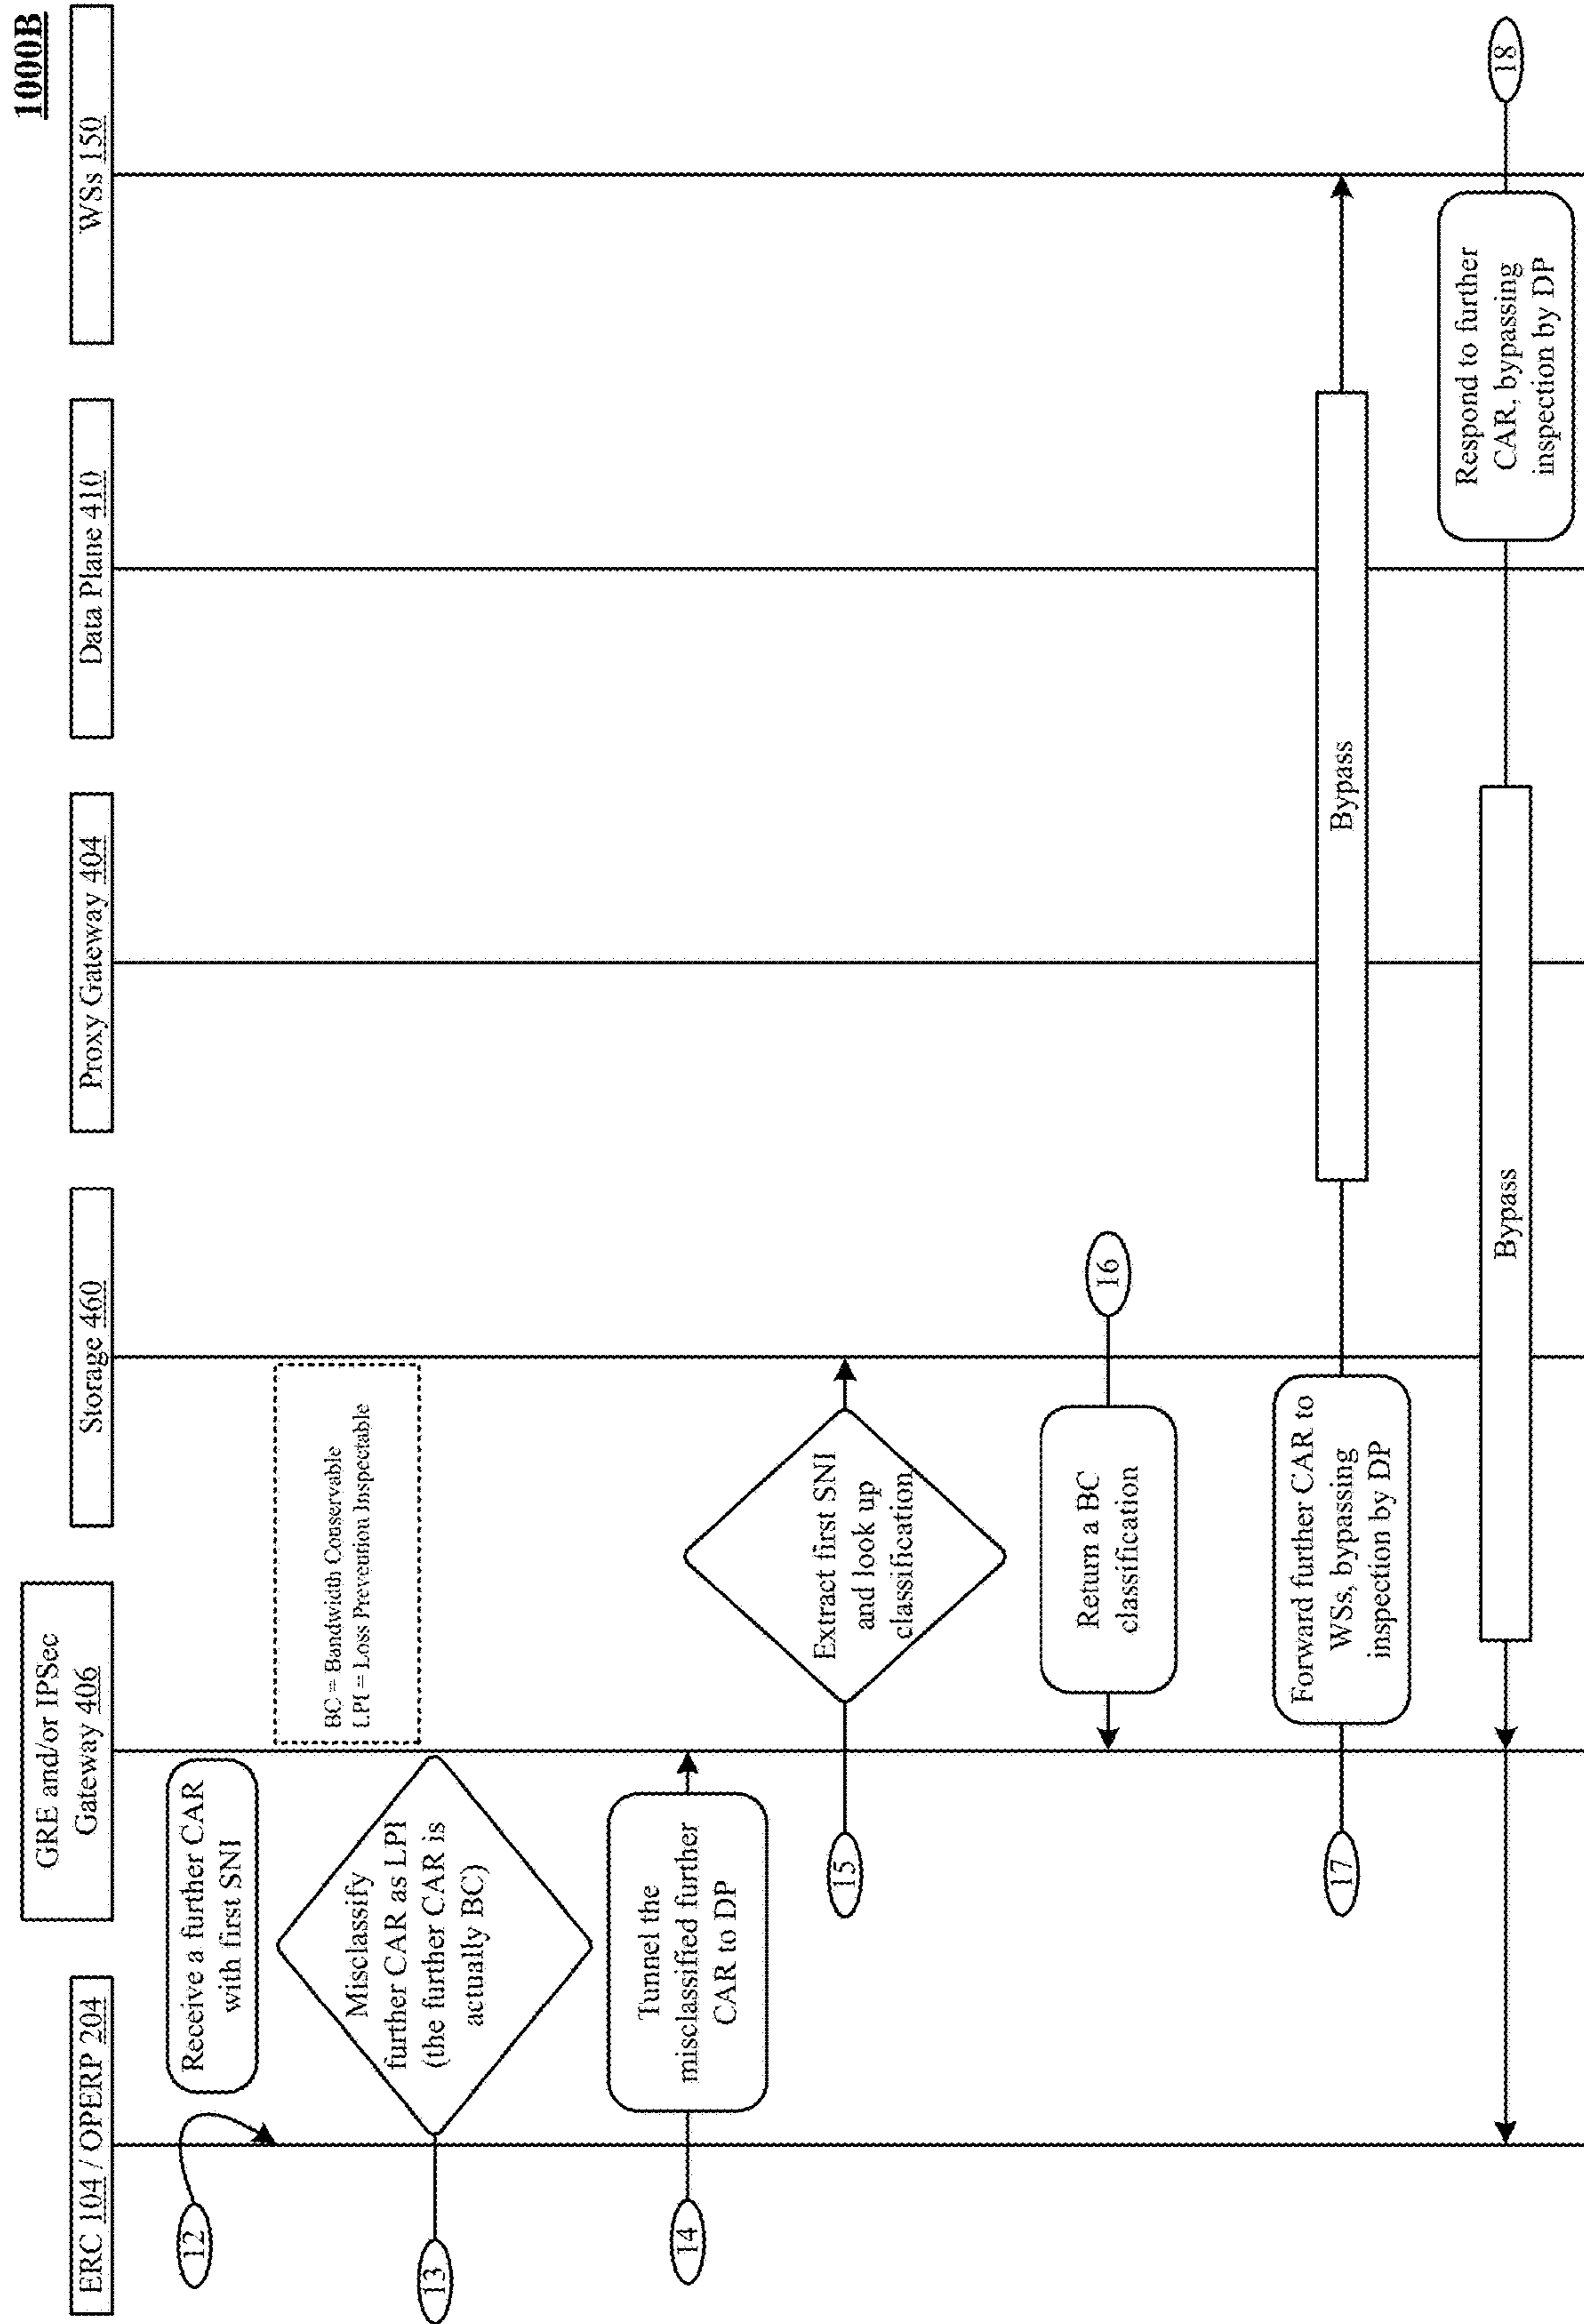 1000B
ERC 104 / OPERP 204
GRE and/or IPSec
Gateway 406
Storage 460
Proxy Gateway 404
Data Plane 410
WSs 150
12
Receive a further CAR
with first SNI
BC = Bandwidth Conservable
LPI = Loss Prevention Inspectable
13
Misclassify
further CAR as LPI
(the further CAR is
actually BC)
14
Tunnel the
misclassified further
CAR to DP
15
Extract first SNI
and look up
classification
16
Return a BC
classification
17
Forward further CAR to
WSs, bypassing
inspection by DP
Bypass
18
Respond to further
CAR, bypassing
inspection by DP
Bypass